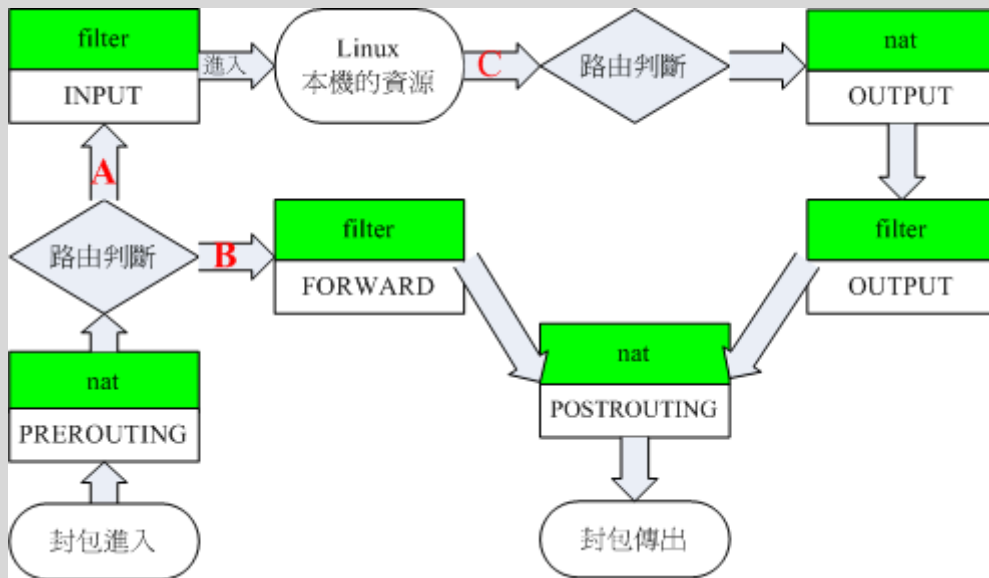 filter
INPUT
進入
Linux
本機的資源
C
路由判斷
nat
OUTPUT
A
路由判斷
B
filter
FORWARD
filter
OUTPUT
nat
PREROUTING
nat
POSTROUTING
封包進入
封包傳出